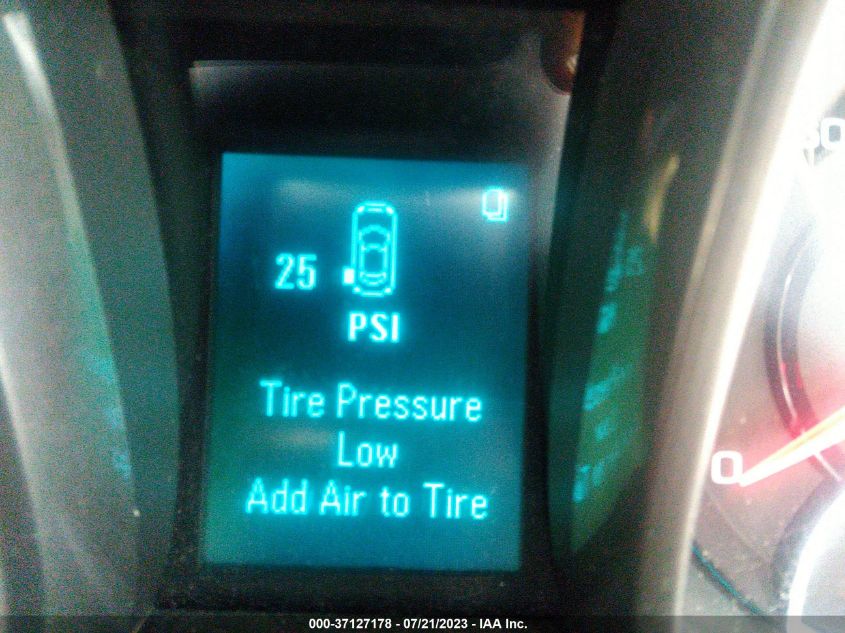 25
PSI
Tire Pressure
Low
Add Air to Tire
0
000-37127178 - 07/21/2023 - IAA Inc.